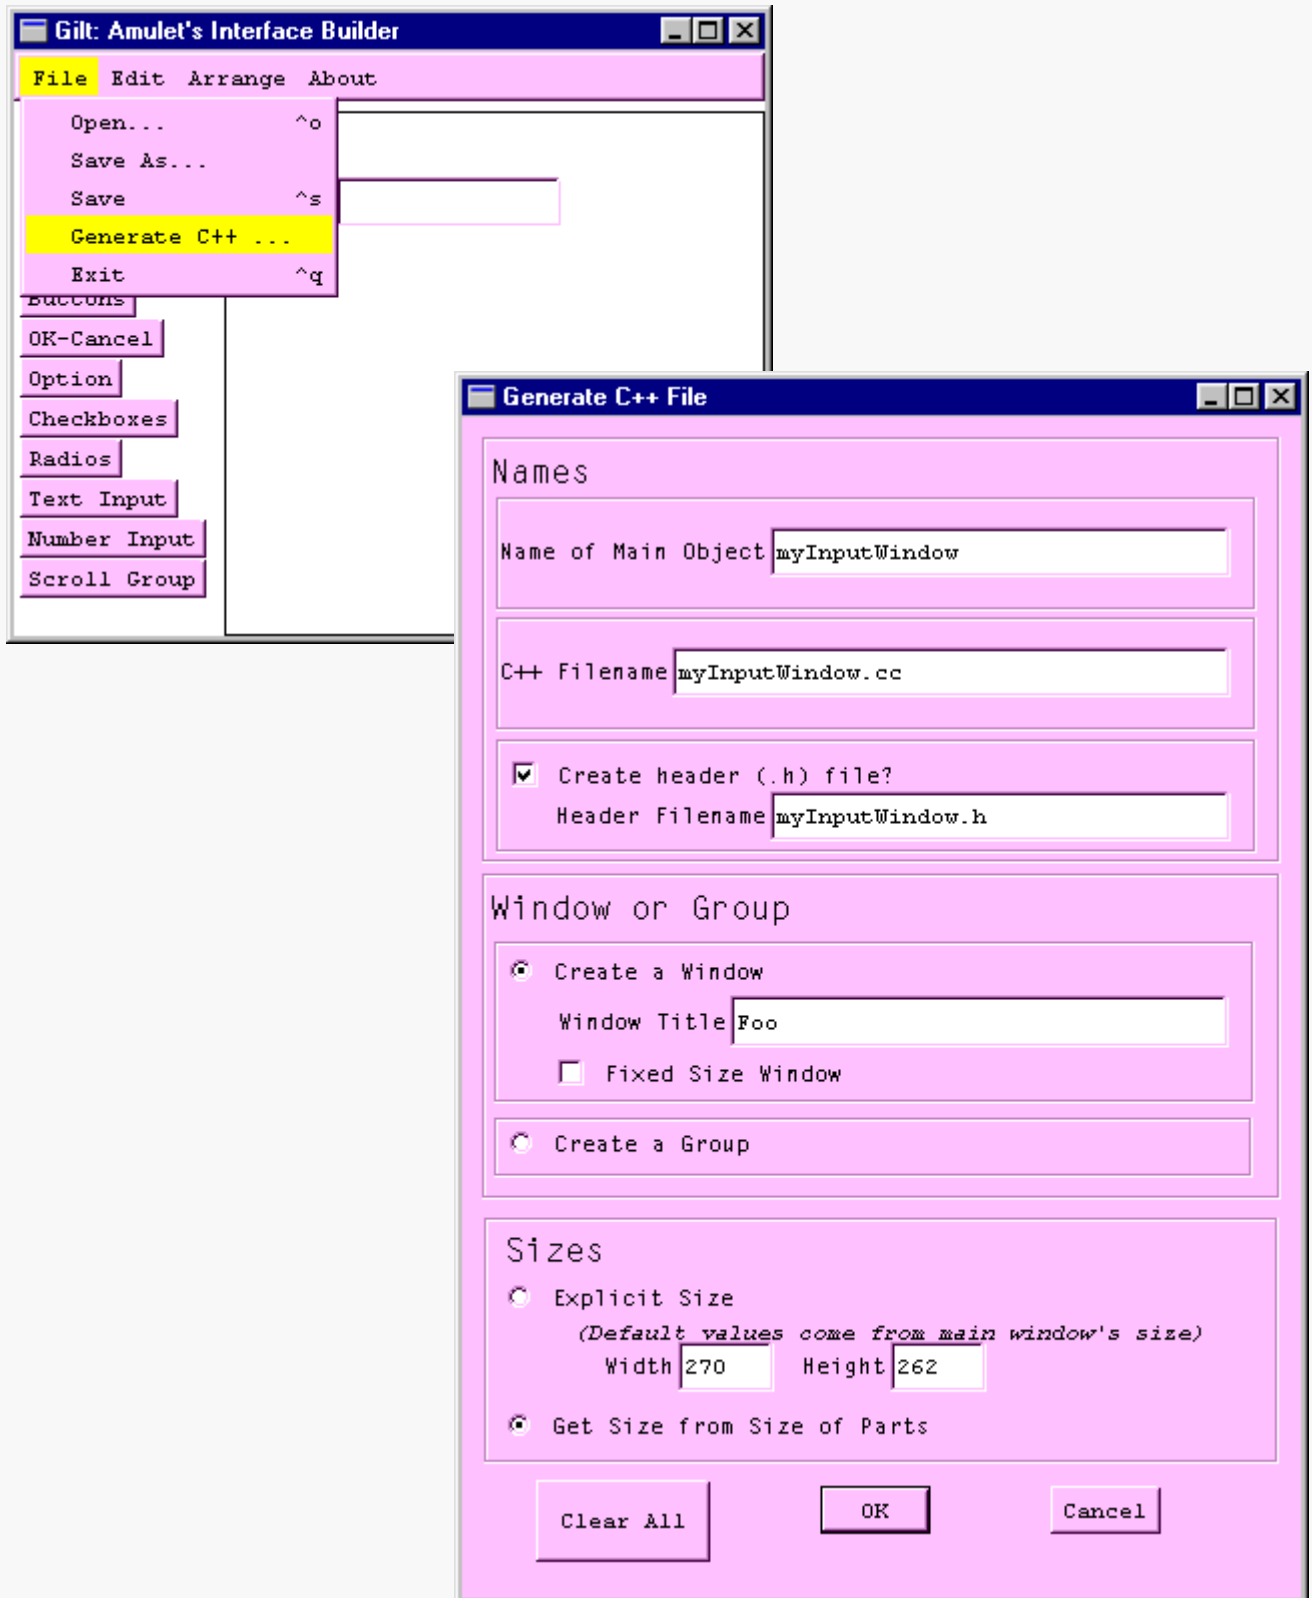 Gilt: Amulet's Interface Builder
File Edit Arrange About
Open... ^o
Save As...
Save ^s
Generate C++ ...
Exit ^q
Buttons
OK-Cancel
Option
Checkboxes
Radios
Text Input
Number Input
Scroll Group
Generate C++ File
Names
Name of Main Object myInputWindow
C++ Filename myInputWindow.cc
Create header (.h) file?
Header Filename myInputWindow.h
Window or Group
Create a Window
Window Title Foo
Fixed Size Window
Create a Group
Sizes
Explicit Size
(Default values come from main window's size)
Width 270 Height 262
Get Size from Size of Parts
Clear All OK Cancel